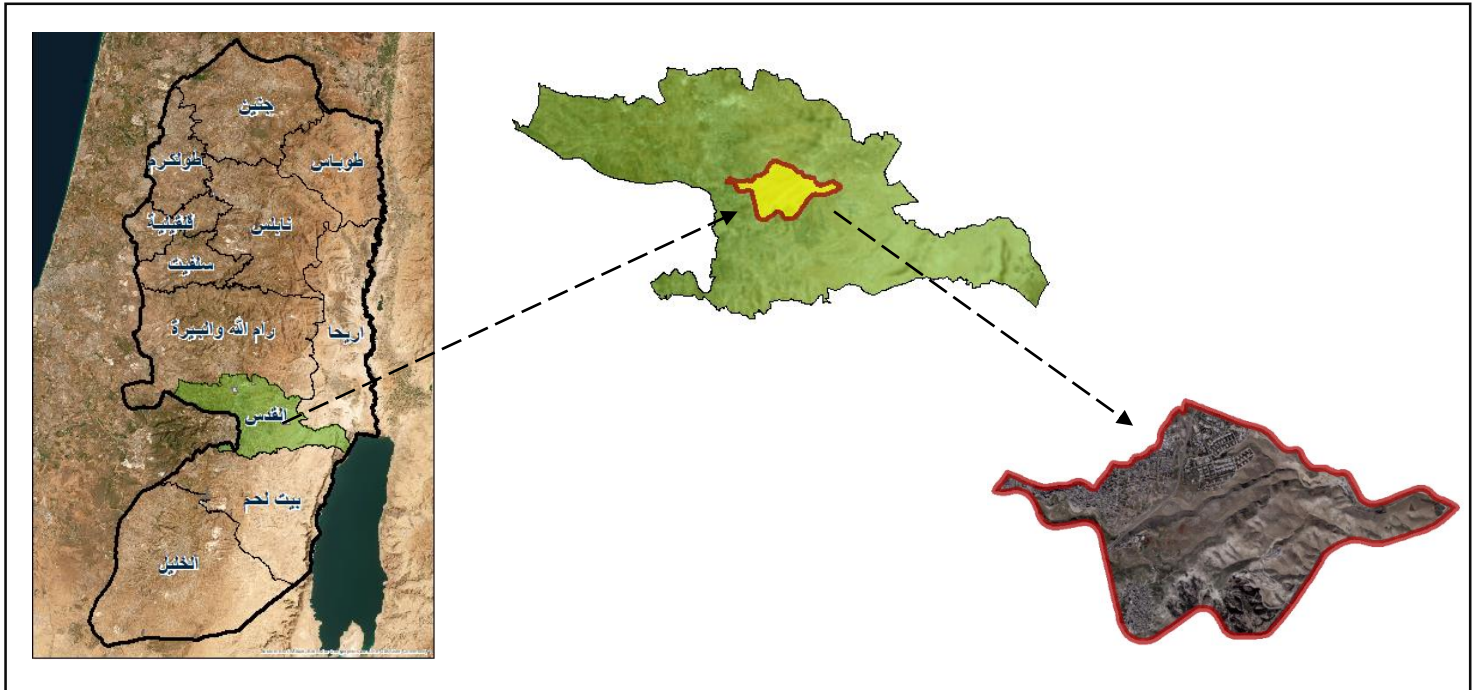 جنين
طولكرم
طوباس
قلقيلية
نابلس
سلفيت
رام الله والبيرة
اريحا
القدس
بيت لحم
الخليل